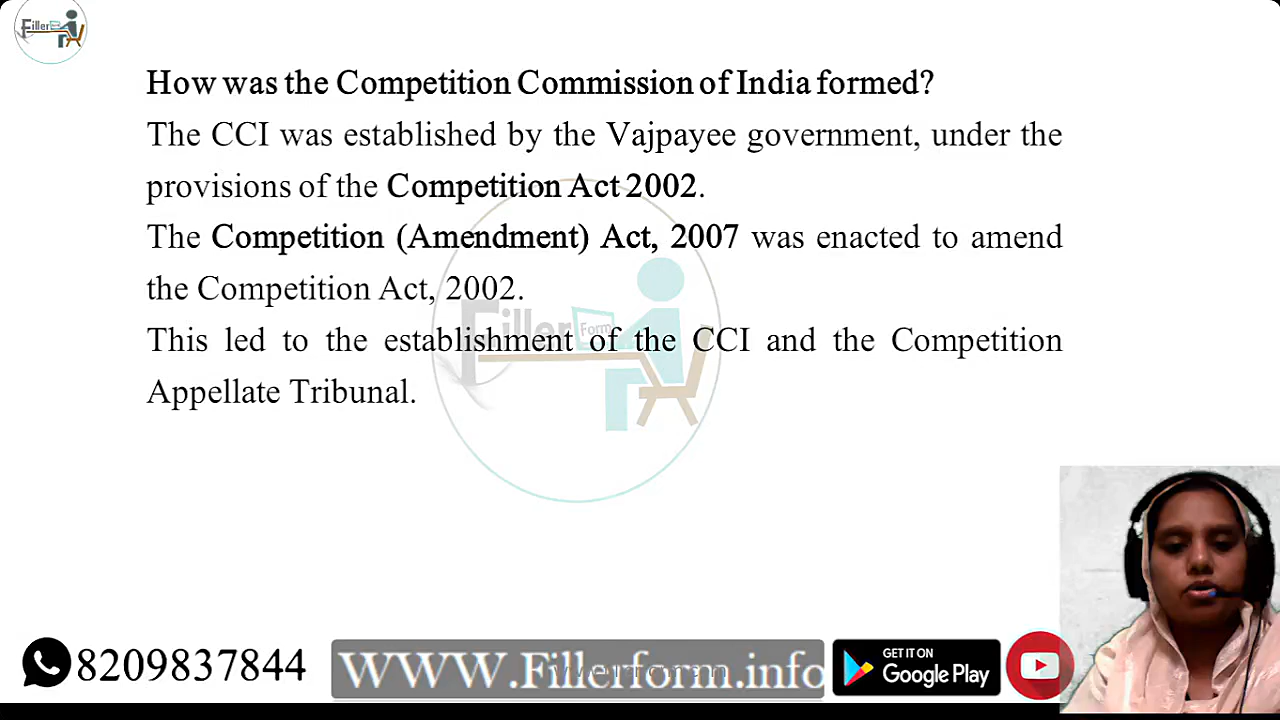 Filler
How was the Competition Commission of India formed?
The CCI was established by the Vajpayee government, under the
provisions of the Competition Act 2002.
The Competition (Amendment) Act, 2007 was enacted to amend
the Competition Act, 2002.
Filler Form
This led to the establishment of the CCI and the Competition
Appellate Tribunal.
8209837844
WWW.Fillerform.info
GET IT ON
Google Play